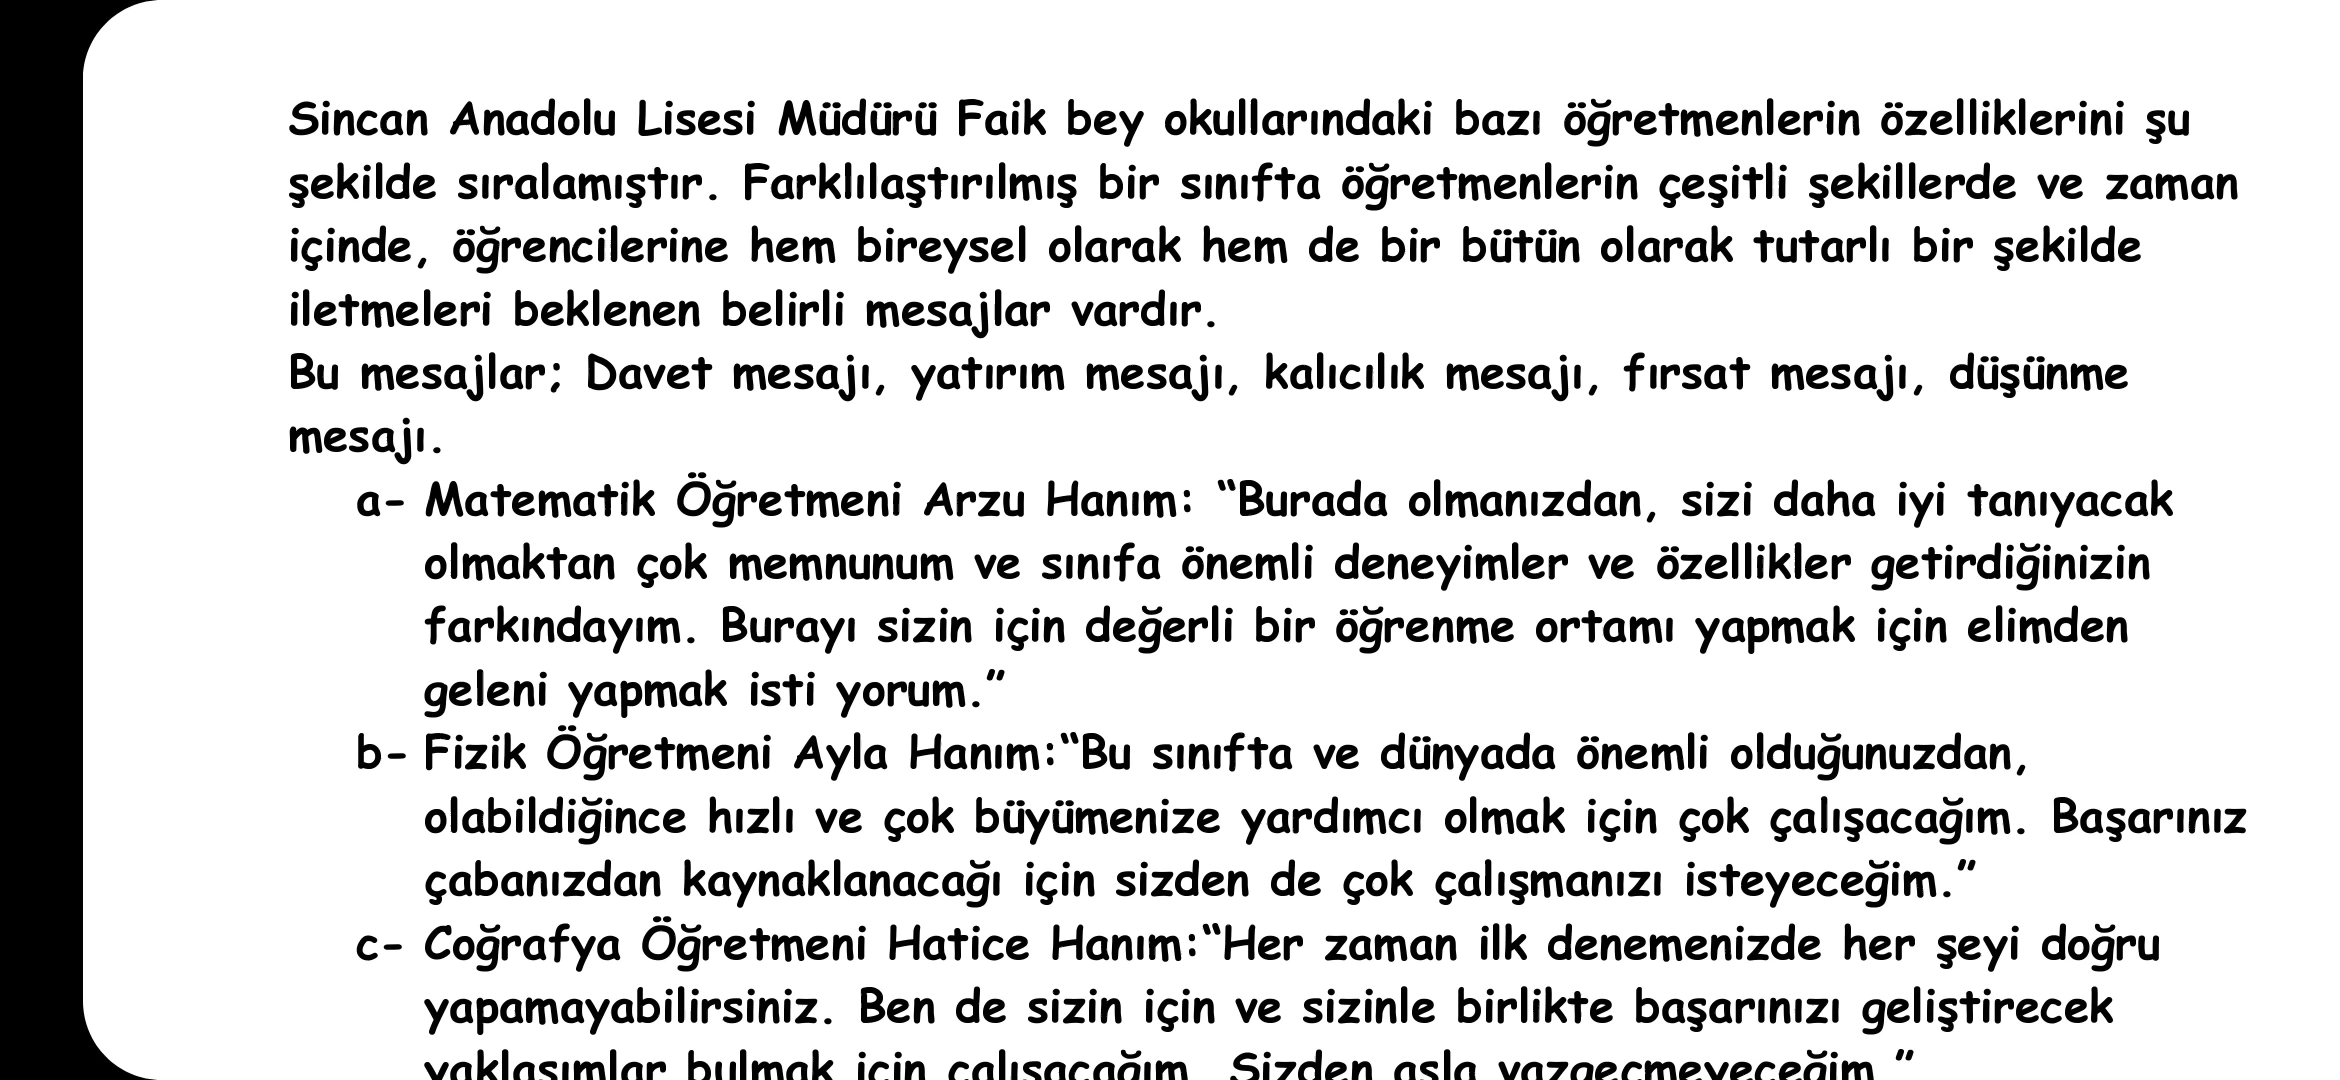 Sincan Anadolu Lisesi Müdürü Faik bey okullarındaki bazı öğretmenlerin özelliklerini şu
şekilde sıralamıştır. Farklılaştırılmış bir sınıfta öğretmenlerin çeşitli şekillerde ve zaman
içinde, öğrencilerine hem bireysel olarak hem de bir bütün olarak tutarlı bir şekilde
iletmeleri beklenen belirli mesajlar vardır.
Bu mesajlar; Davet mesajı, yatırım mesajı, kalıcılık mesajı, fırsat mesajı, düşünme
mesajı.
a- Matematik Öğretmeni Arzu Hanım: “Burada olmanızdan, sizi daha iyi tanıyacak
olmaktan çok memnunum ve sınıfa önemli deneyimler ve özellikler getirdiğinizin
farkındayım. Burayı sizin için değerli bir öğrenme ortamı yapmak için elimden
geleni yapmak isti yorum.”
b- Fizik Öğretmeni Ayla Hanım:“Bu sınıfta ve dünyada önemli olduğunuzdan,
olabildiğince hızlı ve çok büyümenize yardımcı olmak için çok çalışacağım. Başarınız
çabanızdan kaynaklanacağı için sizden de çok çalışmanızı isteyeceğim.”
c- Coğrafya Öğretmeni Hatice Hanım:“Her zaman ilk denemenizde her şeyi doğru
yapamayabilirsiniz. Ben de sizin için ve sizinle birlikte başarınızı geliştirecek
yaklaşımlar bulmak için çalışacağım. Sizden asla vazgeçmeyeceğim.”